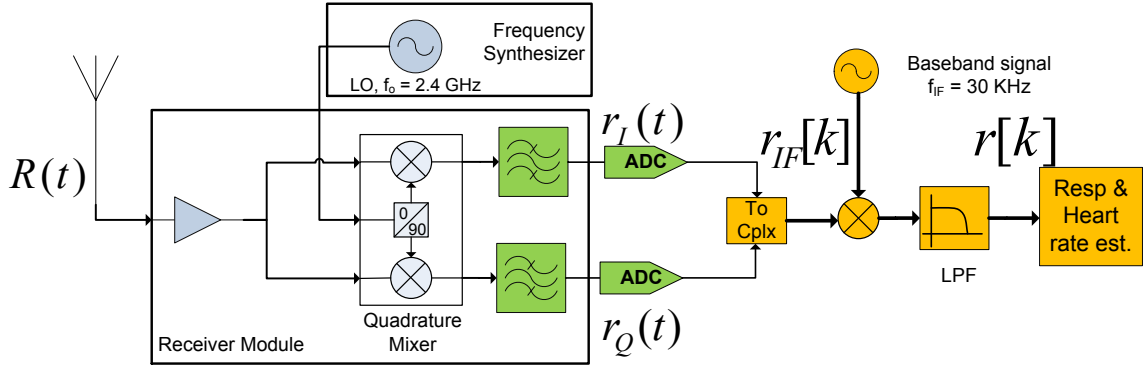 Frequency
Synthesizer
LO, fₒ = 2.4 GHz
Baseband signal
f_IF = 30 KHz
R(t)
r_I(t)
ADC
r_IF[k]
r[k]
0
90
To
Cplx
Resp &
Heart
rate est.
LPF
ADC
r_Q(t)
Quadrature
Mixer
Receiver Module